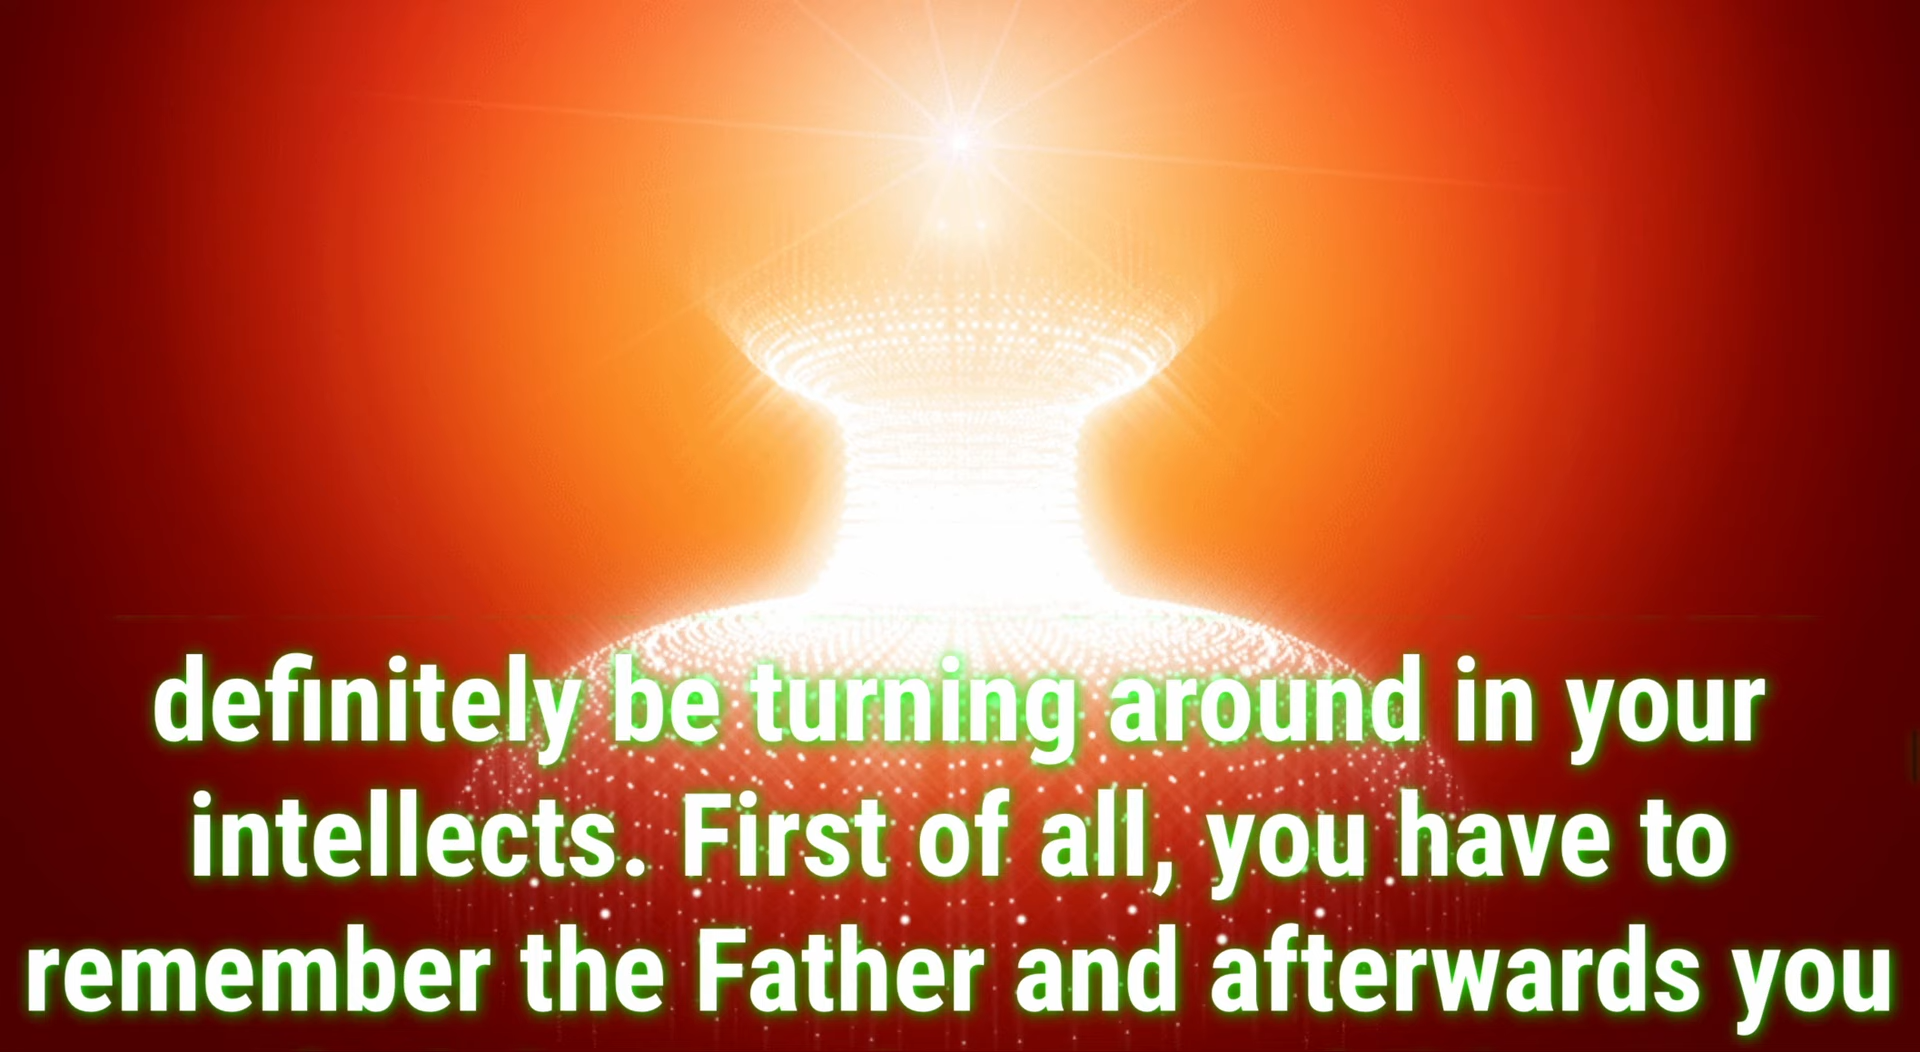 definitely be turning around in your
intellects. First of all, you have to
remember the Father and afterwards you